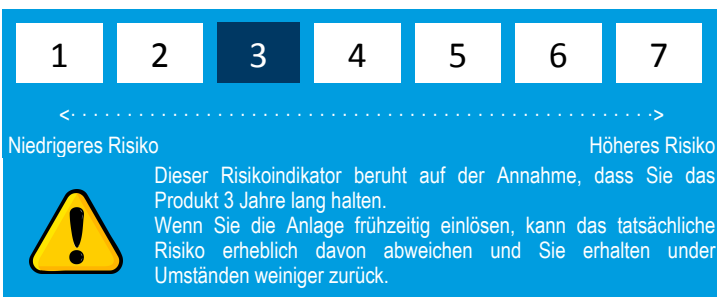 1 2 3 4 5 6 7
<· · · · · · · · · · · · · · · · · · · · · · · · · · · · · · · · · · · · · · · · · · · · · · · · · · · ·>
Niedrigeres Risiko Höheres Risiko
Dieser Risikoindikator beruht auf der Annahme, dass Sie das
Produkt 3 Jahre lang halten.
Wenn Sie die Anlage frühzeitig einlösen, kann das tatsächliche
Risiko erheblich davon abweichen und Sie erhalten under
Umständen weiniger zurück.
!